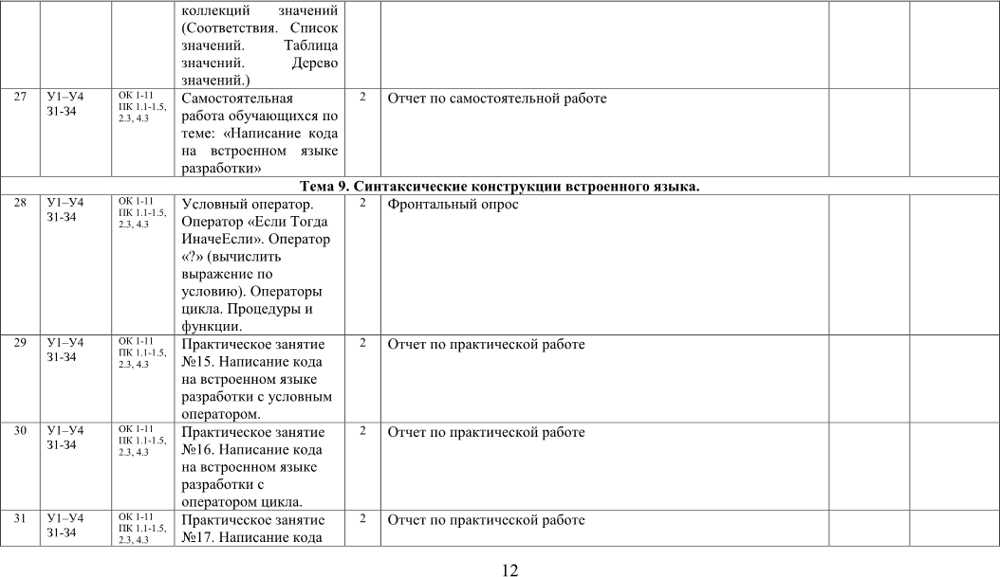 коллекций значений
(Соответствия. Список
значений. Таблица
значений. Дерево
значений.)
27 У1–У4 ОК 1-11 Самостоятельная 2 Отчет по самостоятельной работе
З1-З4 ПК 1.1-1.5, работа обучающихся по
2.3, 4.3 теме: «Написание кода
на встроенном языке
разработки»
Тема 9. Синтаксические конструкции встроенного языка.
28 У1–У4 ОК 1-11 Условный оператор. 2 Фронтальный опрос
З1-З4 ПК 1.1-1.5, Оператор «Если Тогда
2.3, 4.3 ИначеЕсли». Оператор
«?» (вычислить
выражение по
условию). Операторы
цикла. Процедуры и
функции.
29 У1–У4 ОК 1-11 Практическое занятие 2 Отчет по практической работе
З1-З4 ПК 1.1-1.5, №15. Написание кода
2.3, 4.3 на встроенном языке
разработки с условным
оператором.
30 У1–У4 ОК 1-11 Практическое занятие 2 Отчет по практической работе
З1-З4 ПК 1.1-1.5, №16. Написание кода
2.3, 4.3 на встроенном языке
разработки с
оператором цикла.
31 У1–У4 ОК 1-11 Практическое занятие 2 Отчет по практической работе
З1-З4 ПК 1.1-1.5, №17. Написание кода
2.3, 4.3
12